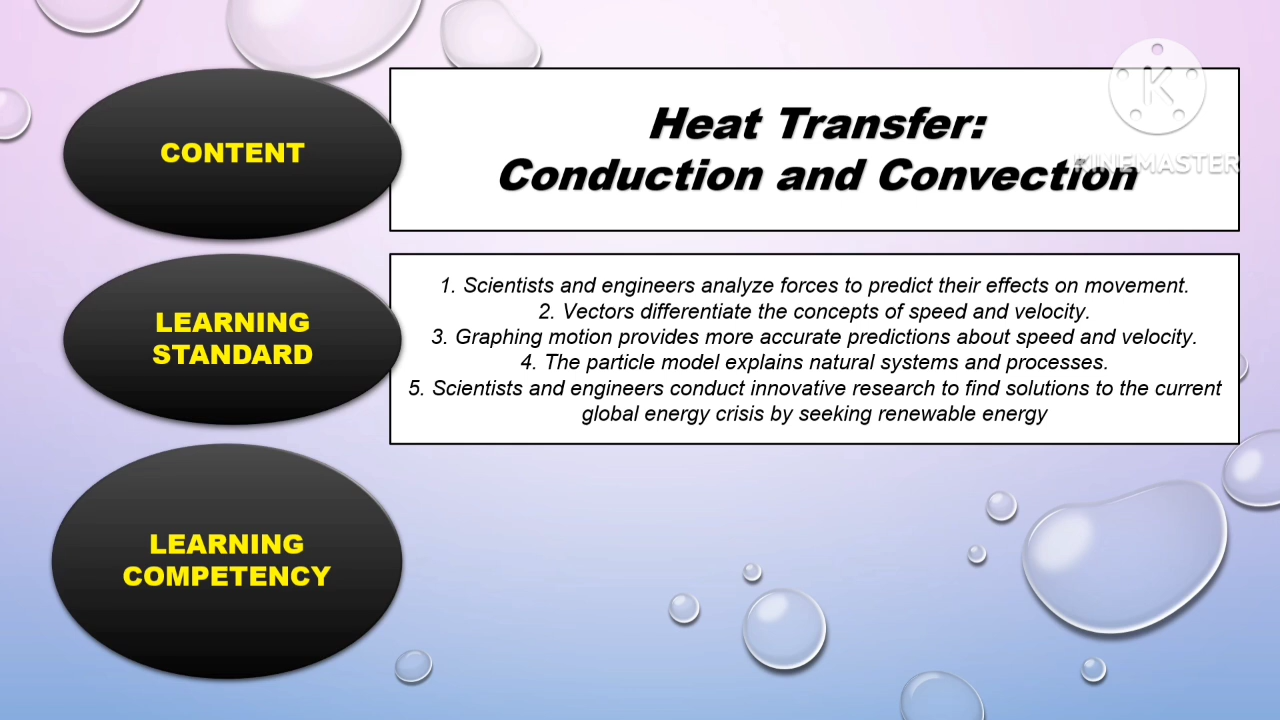 CONTENT
Heat Transfer:
Conduction and Convection
K
KINEMASTER
LEARNING
STANDARD
1. Scientists and engineers analyze forces to predict their effects on movement.
2. Vectors differentiate the concepts of speed and velocity.
3. Graphing motion provides more accurate predictions about speed and velocity.
4. The particle model explains natural systems and processes.
5. Scientists and engineers conduct innovative research to find solutions to the current
global energy crisis by seeking renewable energy
LEARNING
COMPETENCY